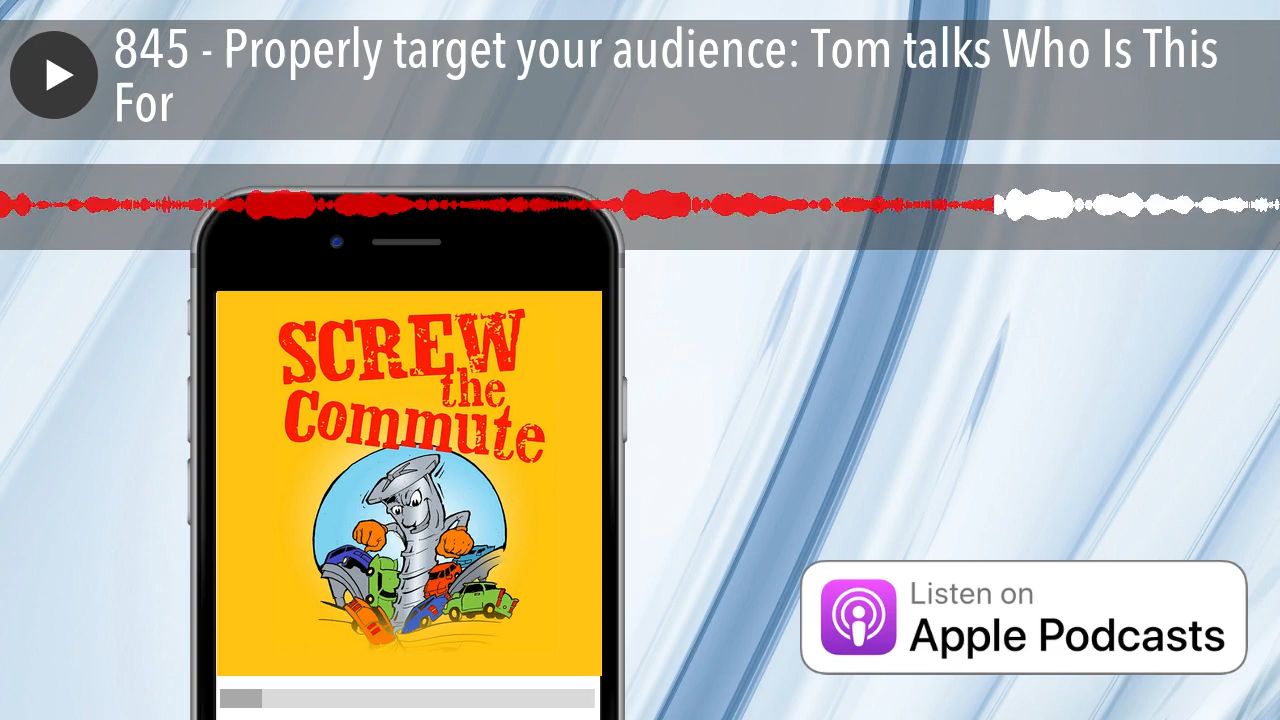 845 - Properly target your audience: Tom talks Who Is This
For
SCREW
the
Commute
Listen on
Apple Podcasts